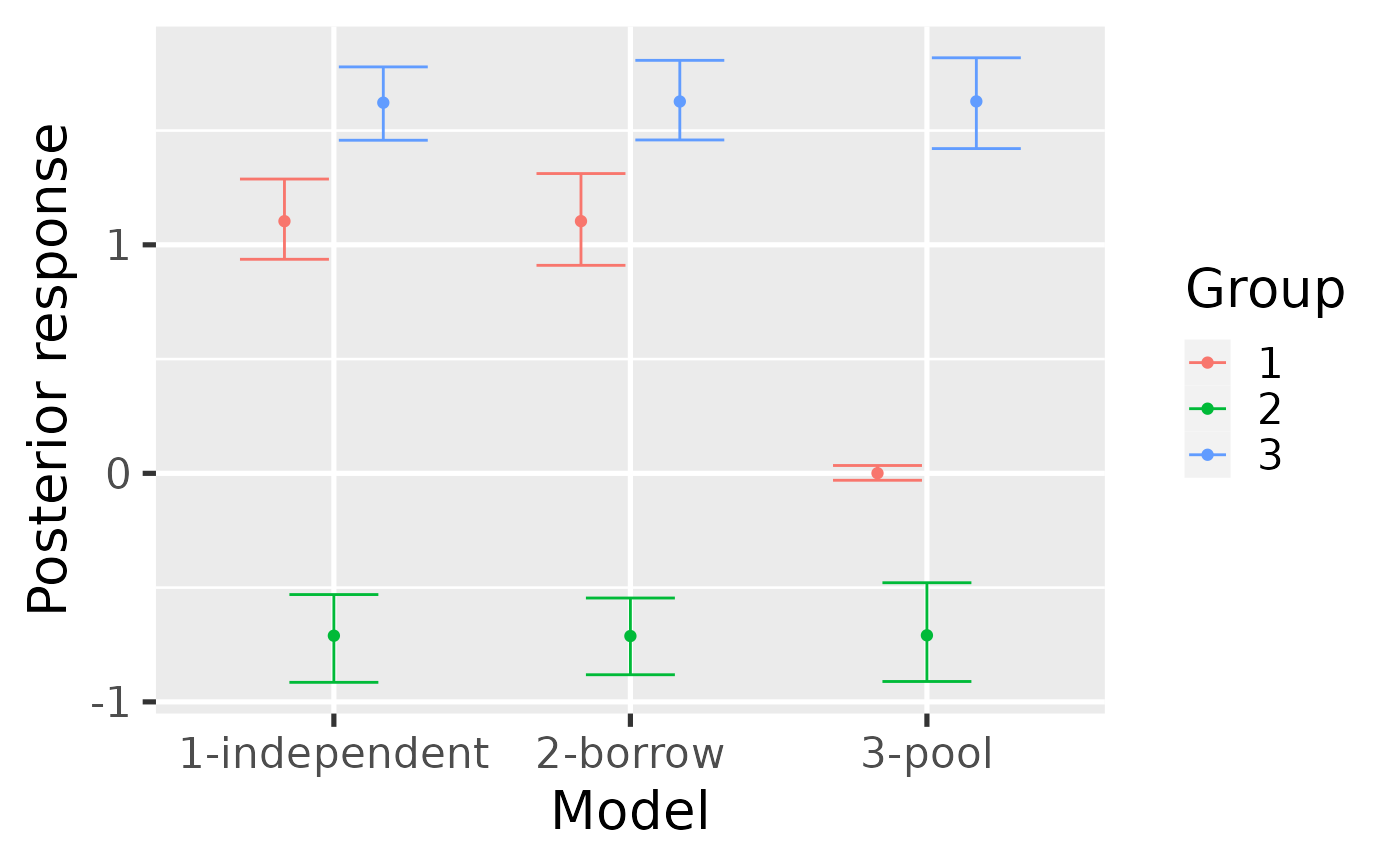 Posterior response
1
0
-1
1-independent
2-borrow
3-pool
Model
Group
1
2
3